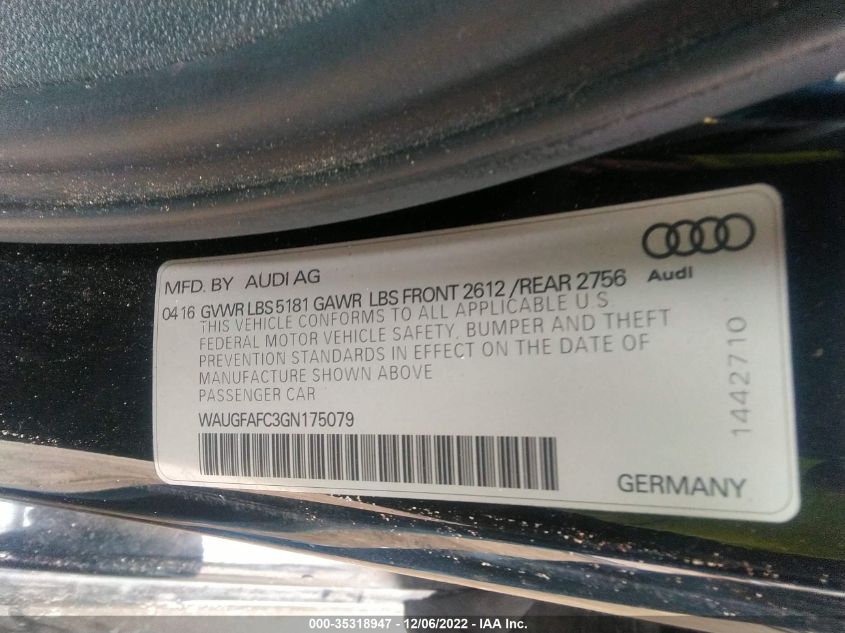 MFD. BY AUDI AG
Audi
04 16 GVWR LBS 5181 GAWR LBS FRONT 2612 /REAR 2756
THIS VEHICLE CONFORMS TO ALL APPLICABLE U S
FEDERAL MOTOR VEHICLE SAFETY, BUMPER AND THEFT
PREVENTION STANDARDS IN EFFECT ON THE DATE OF
MANUFACTURE SHOWN ABOVE
PASSENGER CAR
WAUGFAFC3GN175079
1442710
GERMANY
000-35318947 - 12/06/2022 - IAA Inc.